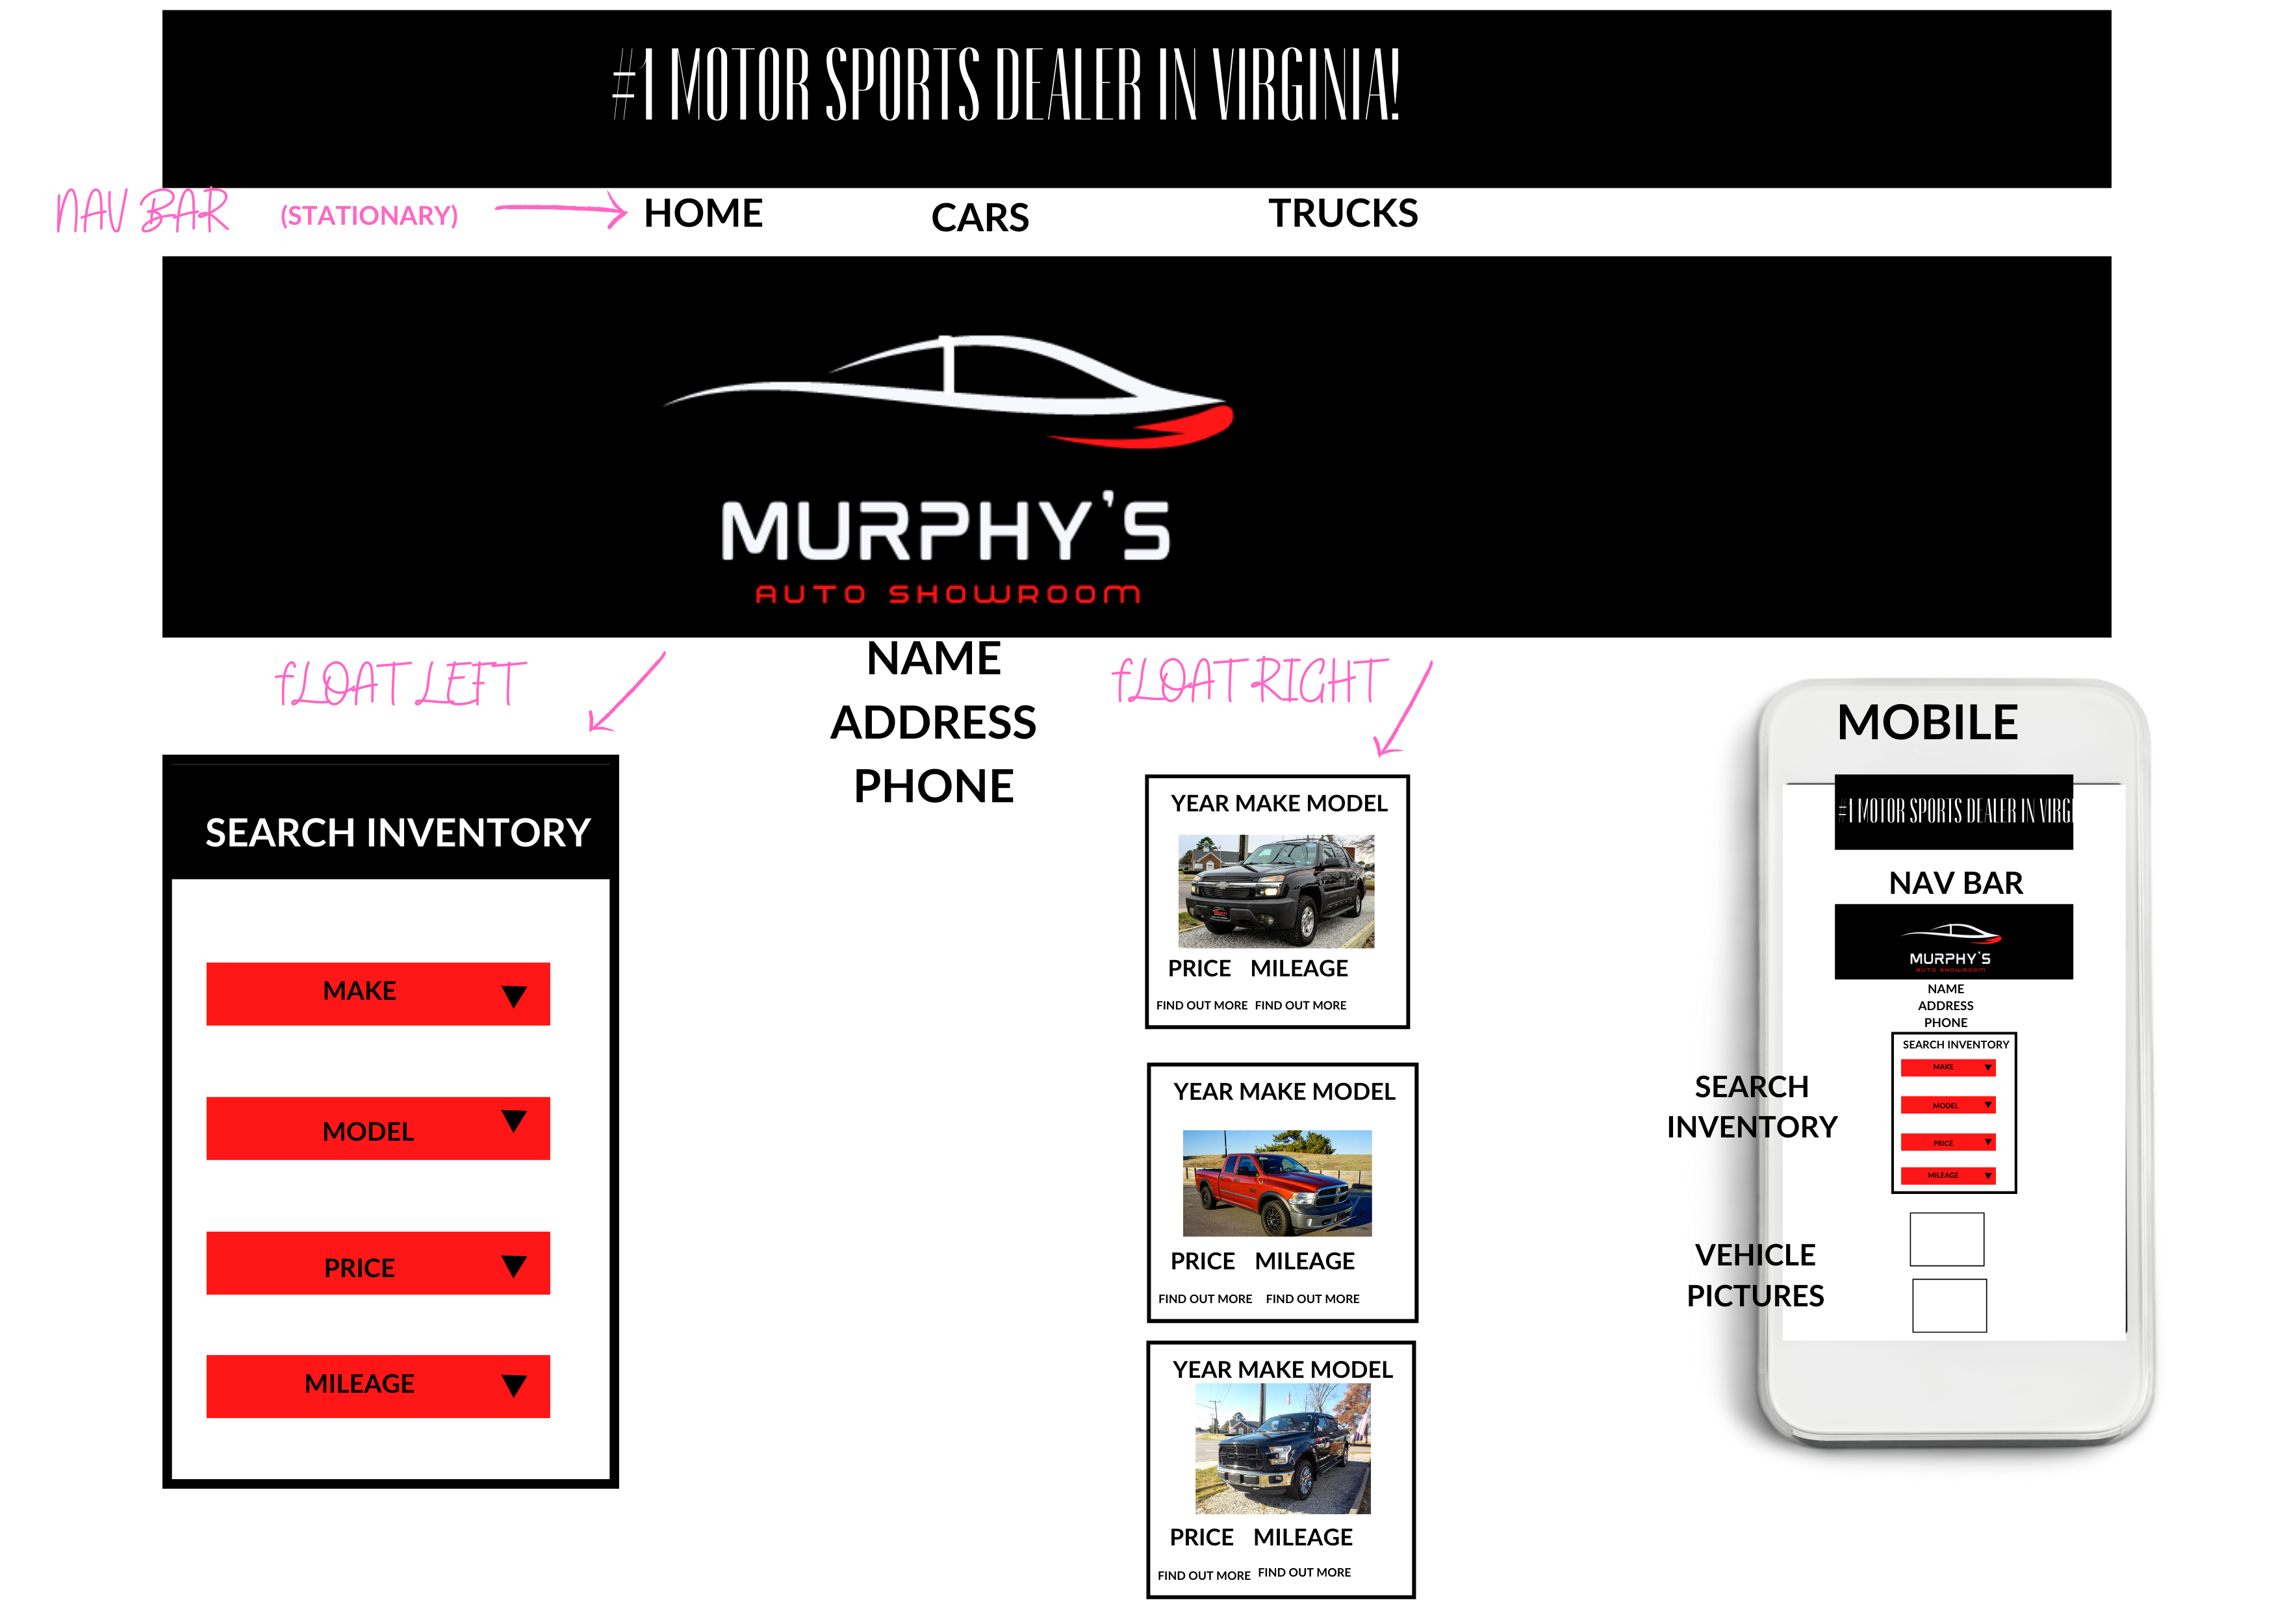 #1 MOTOR SPORTS DEALER IN VIRGINIA!
NAV BAR (STATIONARY) HOME CARS TRUCKS
MURPHY'S
AUTO SHOWROOM
NAME
ADDRESS
PHONE
fLOAT LEFT
SEARCH INVENTORY
MAKE
MODEL
PRICE
MILEAGE
fLOAT RIGHT
YEAR MAKE MODEL
PRICE MILEAGE
FIND OUT MORE FIND OUT MORE
YEAR MAKE MODEL
PRICE MILEAGE
FIND OUT MORE FIND OUT MORE
YEAR MAKE MODEL
PRICE MILEAGE
FIND OUT MORE FIND OUT MORE
MOBILE
#1 MOTOR SPORTS DEALER IN VIRG
NAV BAR
MURPHY'S
AUTO SHOWROOM
NAME
ADDRESS
PHONE
SEARCH INVENTORY
MAKE
MODEL
PRICE
MILEAGE
SEARCH
INVENTORY
VEHICLE
PICTURES